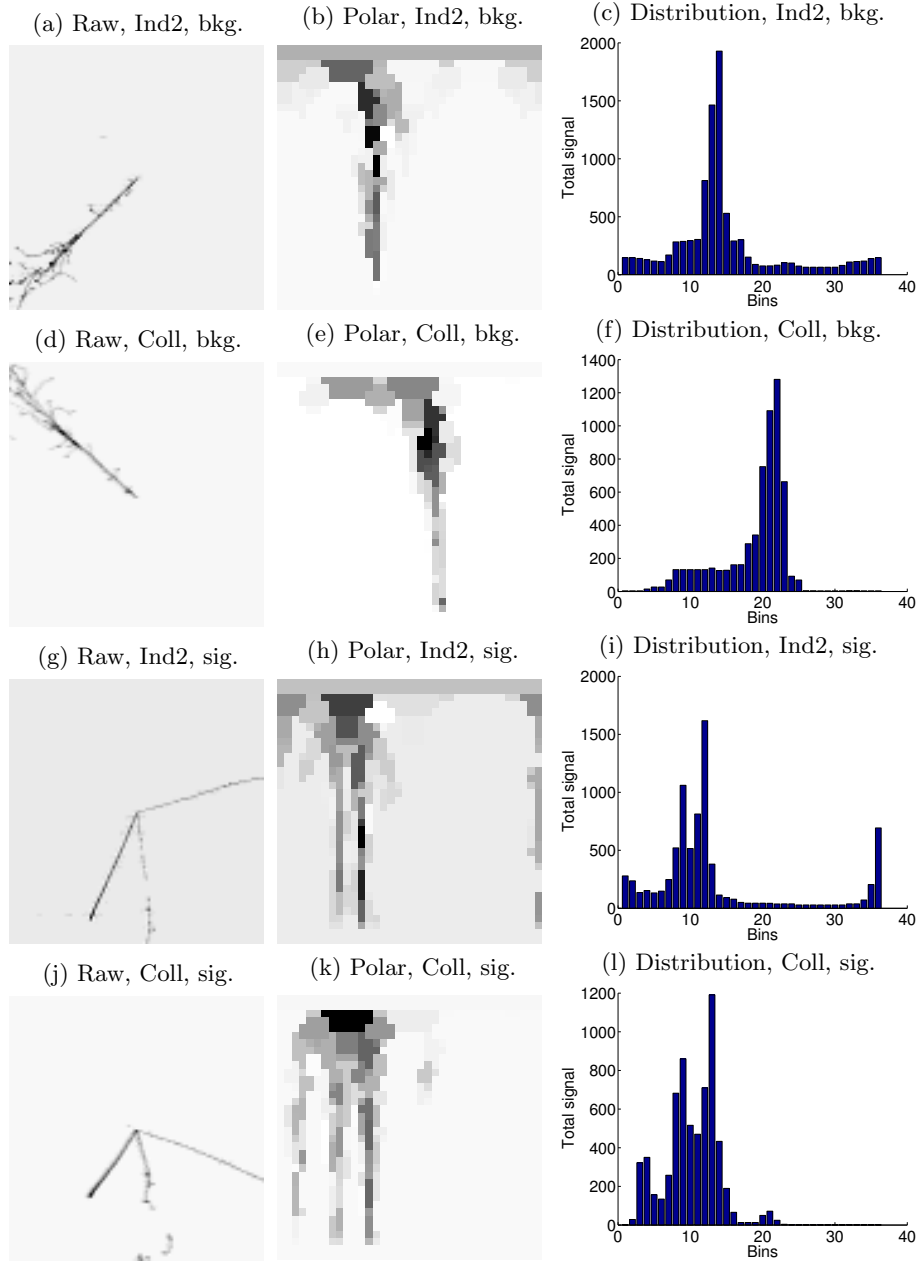 (a) Raw, Ind2, bkg.
(b) Polar, Ind2, bkg.
(c) Distribution, Ind2, bkg.
2000
1500
1000
500
0
Total signal
0 10 20 30 40
Bins
(d) Raw, Coll, bkg.
(e) Polar, Coll, bkg.
(f) Distribution, Coll, bkg.
1400
1200
1000
800
600
400
200
0
Total signal
0 10 20 30 40
Bins
(g) Raw, Ind2, sig.
(h) Polar, Ind2, sig.
(i) Distribution, Ind2, sig.
2000
1500
1000
500
0
Total signal
0 10 20 30 40
Bins
(j) Raw, Coll, sig.
(k) Polar, Coll, sig.
(l) Distribution, Coll, sig.
1200
1000
800
600
400
200
0
Total signal
0 10 20 30 40
Bins